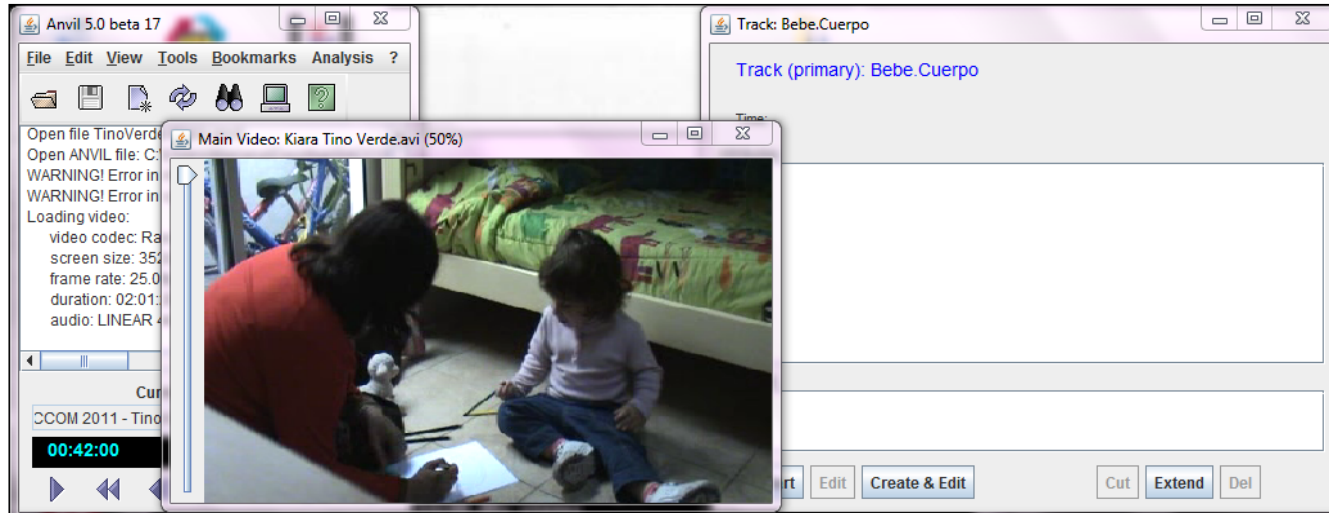 Anvil 5.0 beta 17
File Edit View Tools Bookmarks Analysis ?
Open file TinoVerde
Open ANVIL file: C:
WARNING! Error in
WARNING! Error in
Loading video:
video codec: Ra
screen size: 352
frame rate: 25.0
duration: 02:01:
audio: LINEAR 4
Cur
CCOM 2011 - Tino
00:42:00
Main Video: Kiara Tino Verde.avi (50%)
Track: Bebe.Cuerpo
Track (primary): Bebe.Cuerpo
Time:
rt Edit Create & Edit Cut Extend Del